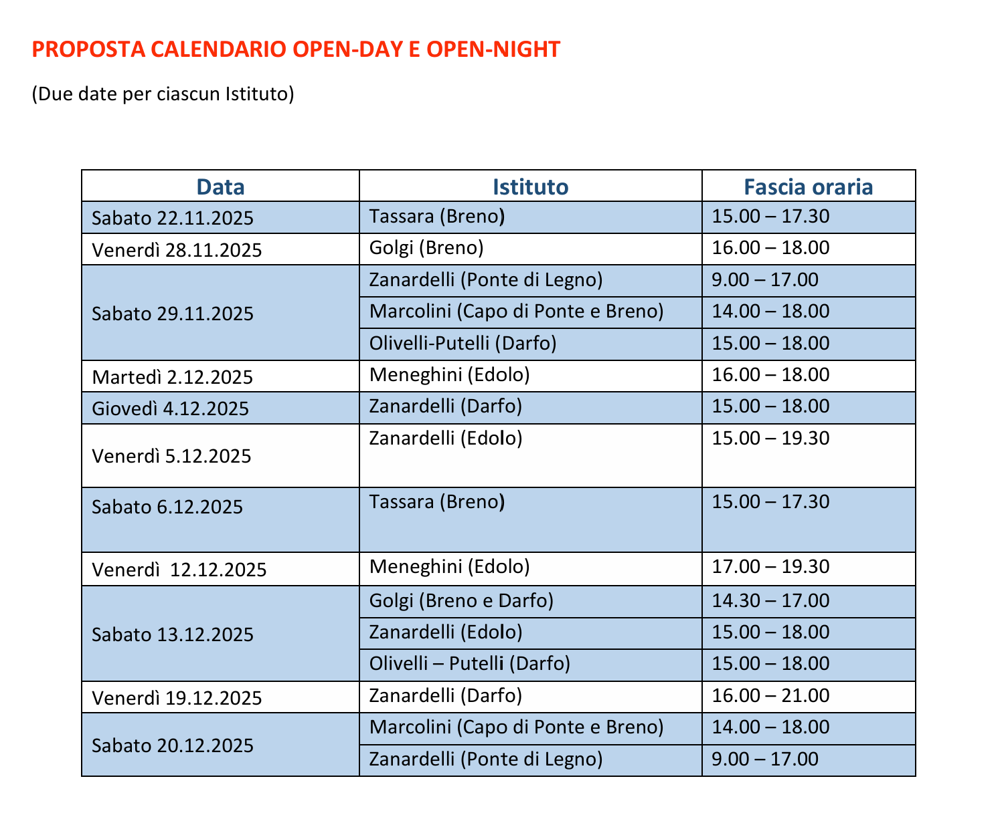 PROPOSTA CALENDARIO OPEN-DAY E OPEN-NIGHT
(Due date per ciascun Istituto)
Data Istituto Fascia oraria
Sabato 22.11.2025 Tassara (Breno) 15.00 – 17.30
Venerdì 28.11.2025 Golgi (Breno) 16.00 – 18.00
Sabato 29.11.2025 Zanardelli (Ponte di Legno) 9.00 – 17.00
Marcolini (Capo di Ponte e Breno) 14.00 – 18.00
Olivelli-Putelli (Darfo) 15.00 – 18.00
Martedì 2.12.2025 Meneghini (Edolo) 16.00 – 18.00
Giovedì 4.12.2025 Zanardelli (Darfo) 15.00 – 18.00
Venerdì 5.12.2025 Zanardelli (Edolo) 15.00 – 19.30
Sabato 6.12.2025 Tassara (Breno) 15.00 – 17.30
Venerdì  12.12.2025 Meneghini (Edolo) 17.00 – 19.30
Sabato 13.12.2025 Golgi (Breno e Darfo) 14.30 – 17.00
Zanardelli (Edolo) 15.00 – 18.00
Olivelli – Putelli (Darfo) 15.00 – 18.00
Venerdì 19.12.2025 Zanardelli (Darfo) 16.00 – 21.00
Sabato 20.12.2025 Marcolini (Capo di Ponte e Breno) 14.00 – 18.00
Zanardelli (Ponte di Legno) 9.00 – 17.00